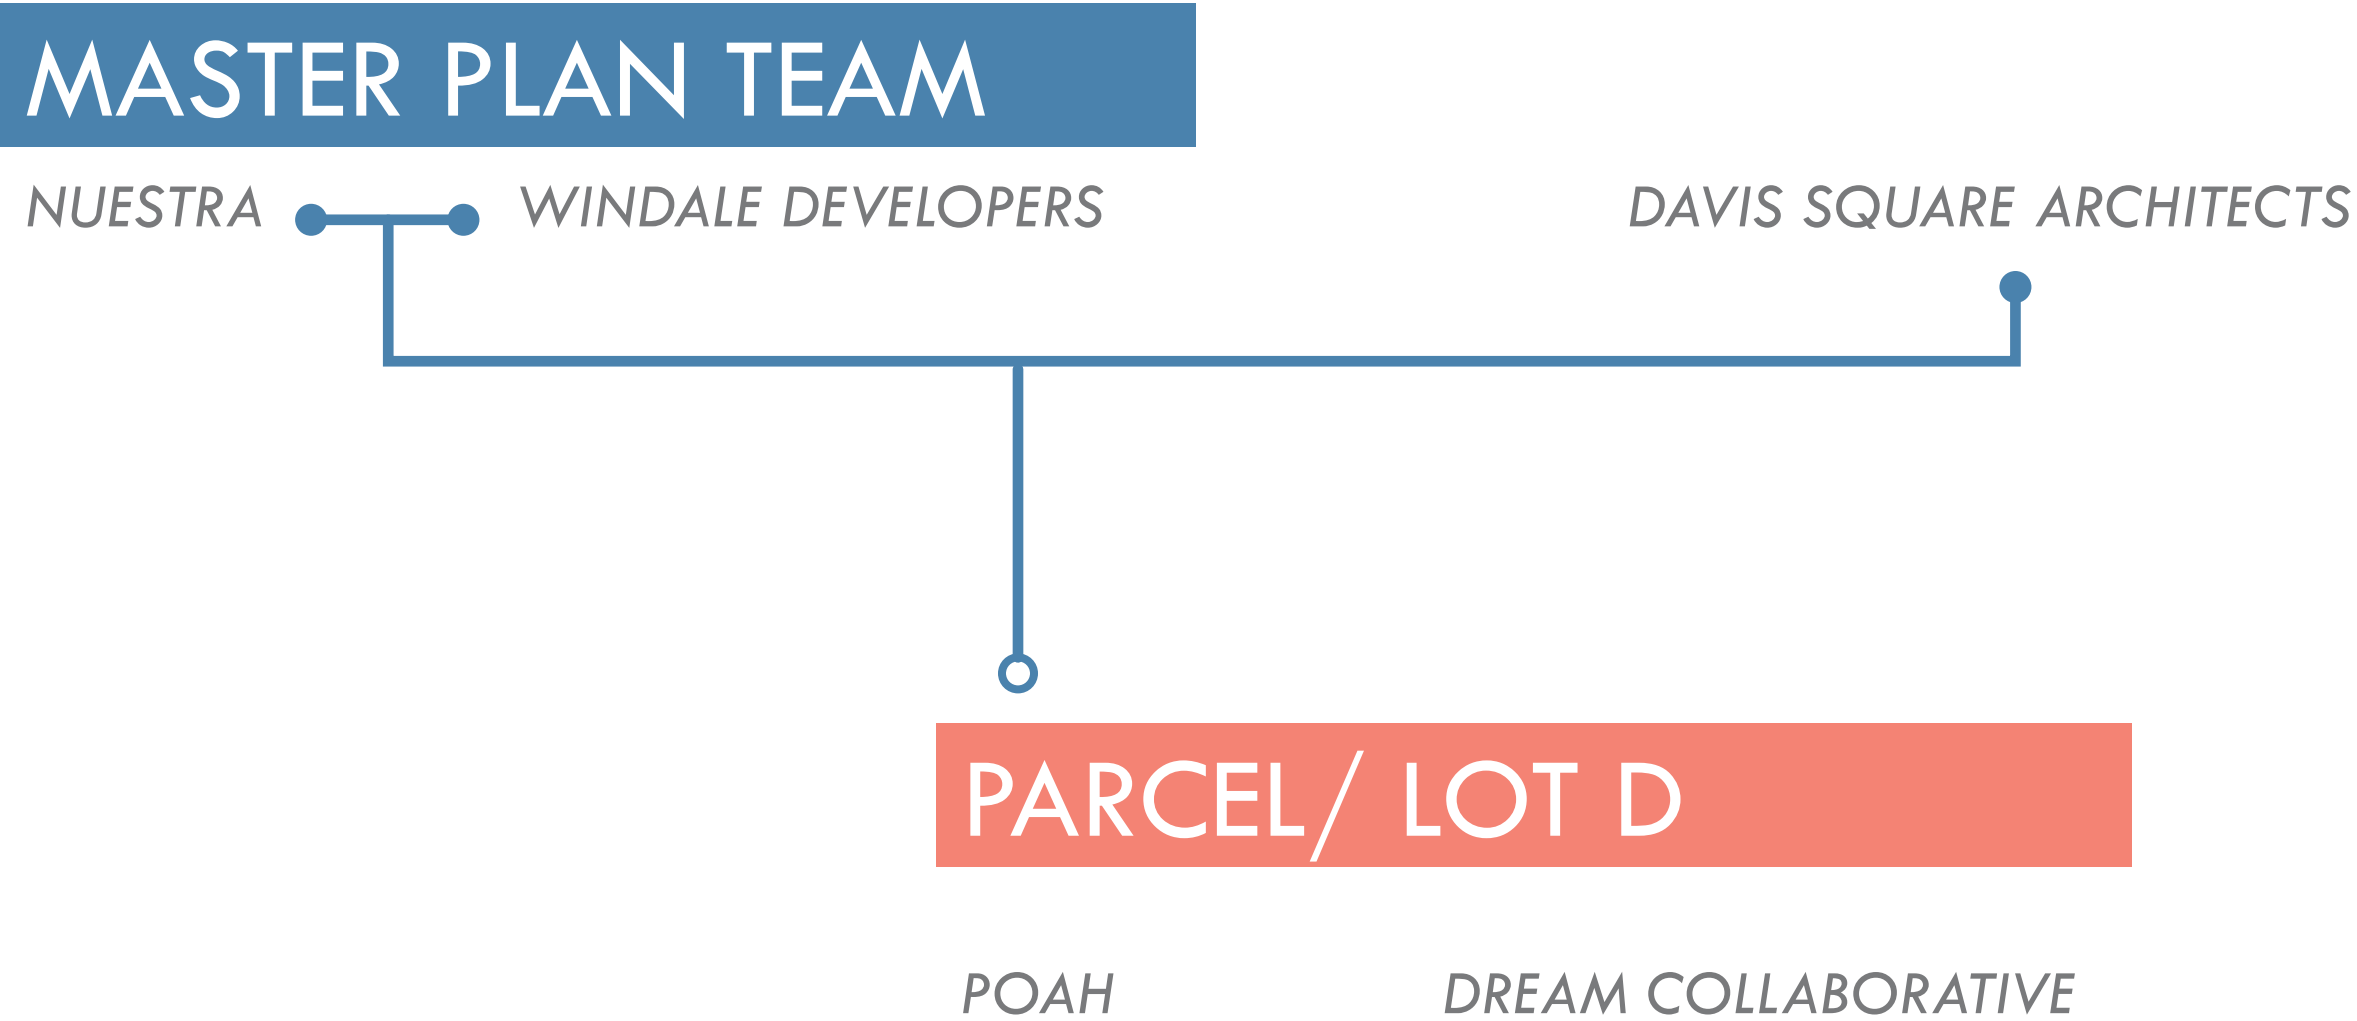 MASTER PLAN TEAM
NUESTRA WINDALE DEVELOPERS DAVIS SQUARE ARCHITECTS
PARCEL/ LOT D
POAH DREAM COLLABORATIVE